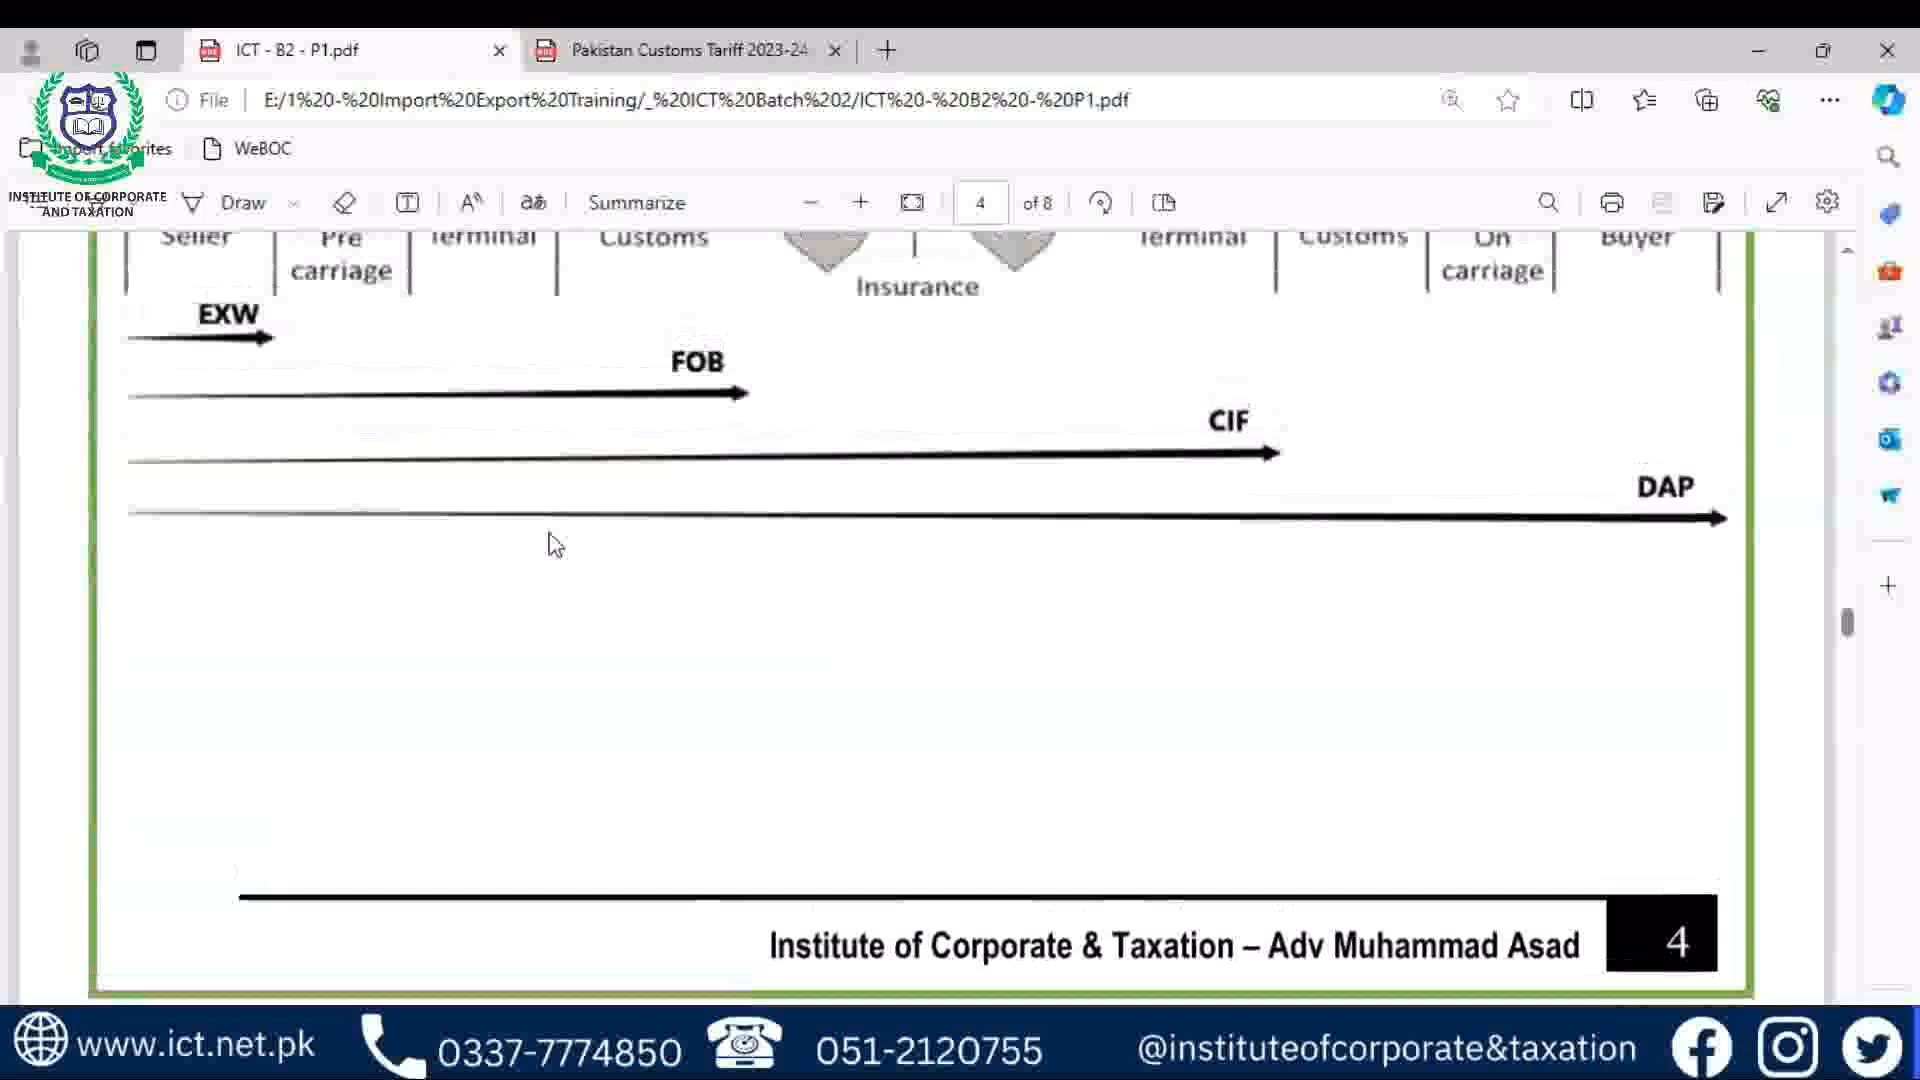 ICT - B2 - P1.pdf
Pakistan Customs Tariff 2023-24
File
E:/1%20-%20Import%20Export%20Training/_%20ICT%20Batch%202/ICT%20-%20B2%20-%20P1.pdf
Import favorites
WeBOC
INSTITUTE OF CORPORATE
AND TAXATION
Draw
Summarize
4
of 8
Seller
Pre
carriage
Terminal
Customs
Insurance
Terminal
Customs
On
carriage
Buyer
EXW
FOB
CIF
DAP
Institute of Corporate & Taxation – Adv Muhammad Asad
4
www.ict.net.pk
0337-7774850
051-2120755
@instituteofcorporate&taxation